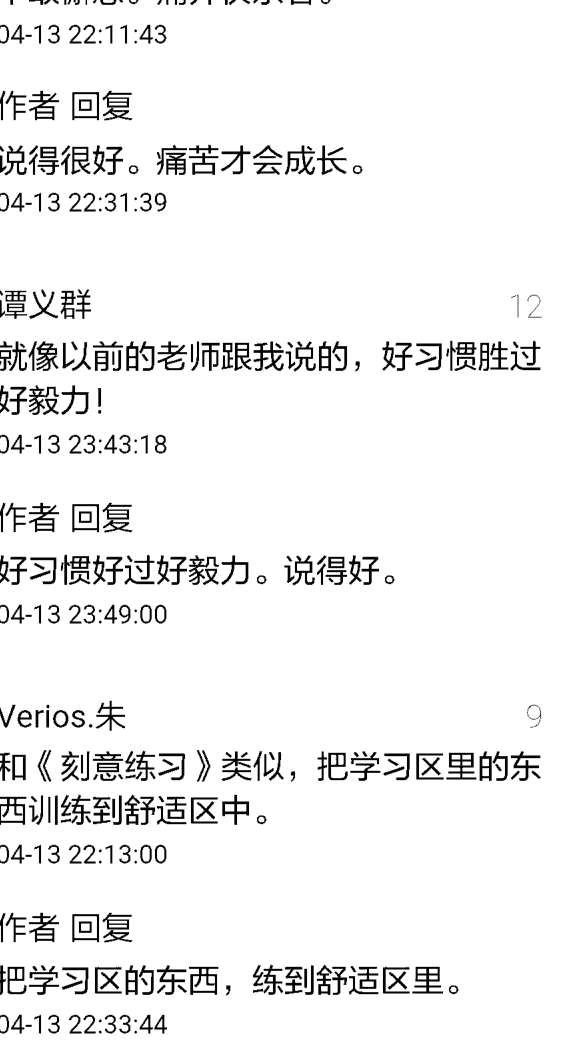 04-13 22:11:43
作者 回复
说得很好。痛苦才会成长。
04-13 22:31:39
谭义群
12
就像以前的老师跟我说的，好习惯胜过
好毅力！
04-13 23:43:18
作者 回复
好习惯好过好毅力。说得好。
04-13 23:49:00
Verios.朱
9
和《刻意练习》类似，把学习区里的东
西训练到舒适区中。
04-13 22:13:00
作者 回复
把学习区的东西，练到舒适区里。
04-13 22:33:44